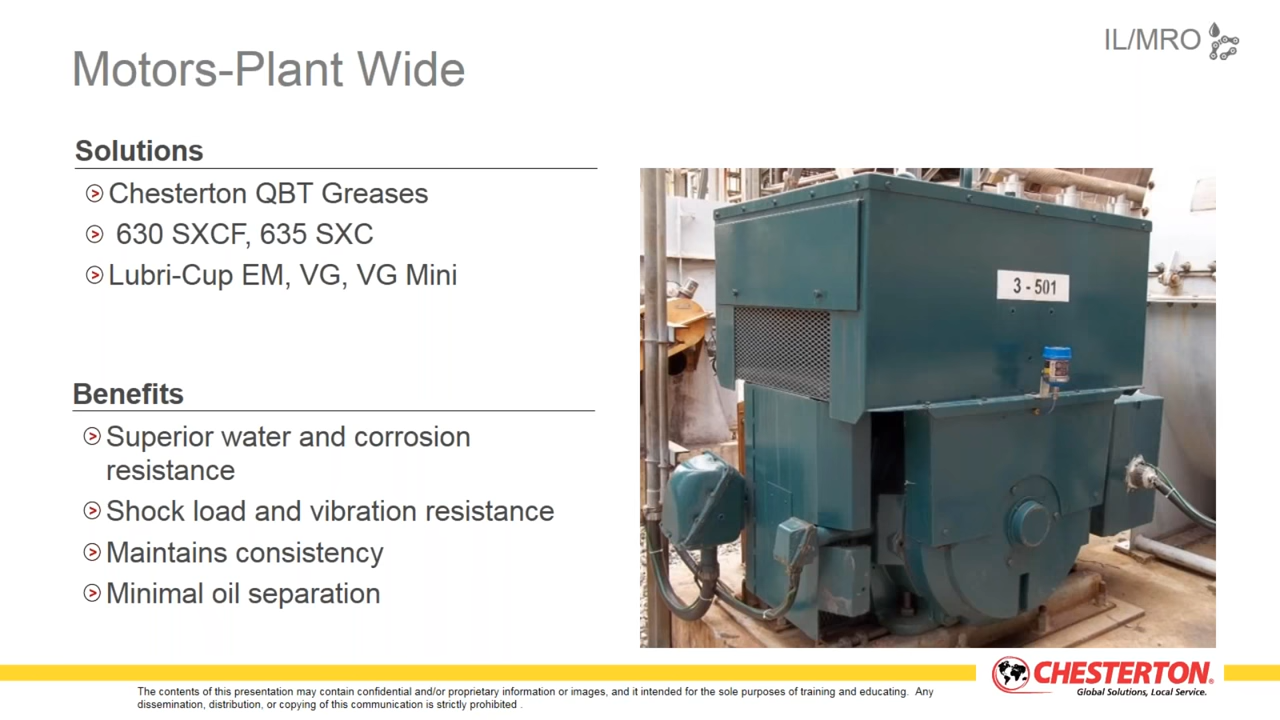 IL/MRO
Motors-Plant Wide
Solutions
Chesterton QBT Greases
630 SXCF, 635 SXC
Lubri-Cup EM, VG, VG Mini
Benefits
Superior water and corrosion
resistance
Shock load and vibration resistance
Maintains consistency
Minimal oil separation
3 - 501
CHESTERTON®
Global Solutions, Local Service.
The contents of this presentation may contain confidential and/or proprietary information or images, and it intended for the sole purposes of training and educating. Any
dissemination, distribution, or copying of this communication is strictly prohibited .